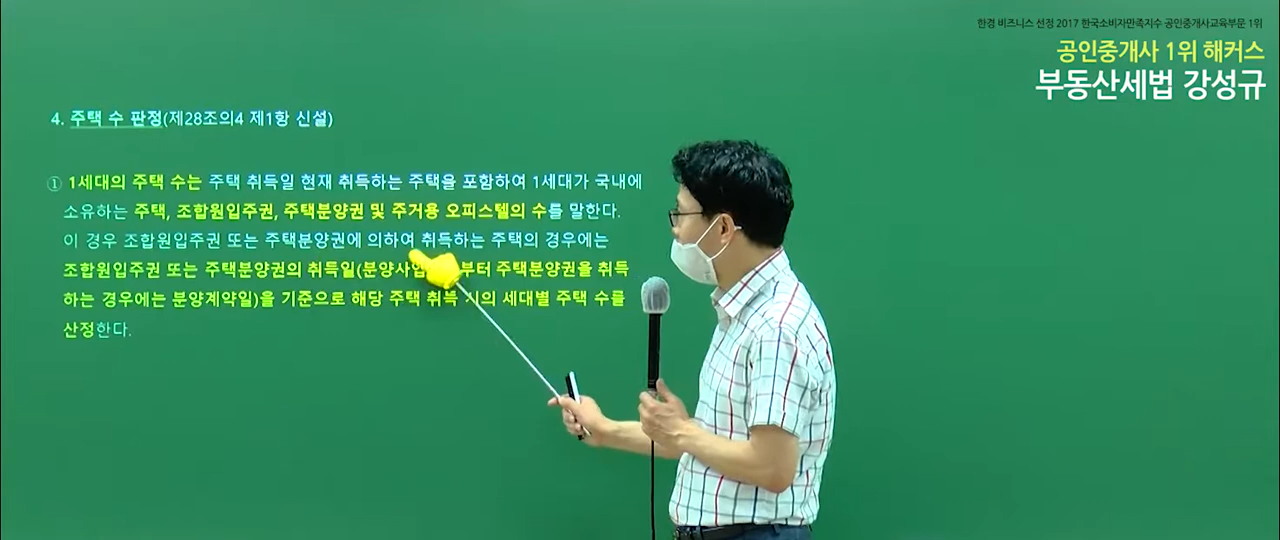 한경 비즈니스 선정 2017 한국소비자만족지수 공인중개사교육부문 1위
공인중개사 1위 해커스
부동산세법 강성규
4. 주택 수 판정(제28조의4 제1항 신설)
① 1세대의 주택 수는 주택 취득일 현재 취득하는 주택을 포함하여 1세대가 국내에
소유하는 주택, 조합원입주권, 주택분양권 및 주거용 오피스텔의 수를 말한다.
이 경우 조합원입주권 또는 주택분양권에 의하여 취득하는 주택의 경우에는
조합원입주권 또는 주택분양권의 취득일(분양사업 부터 주택분양권을 취득
하는 경우에는 분양계약일)을 기준으로 해당 주택 취득 시의 세대별 주택 수를
산정한다.